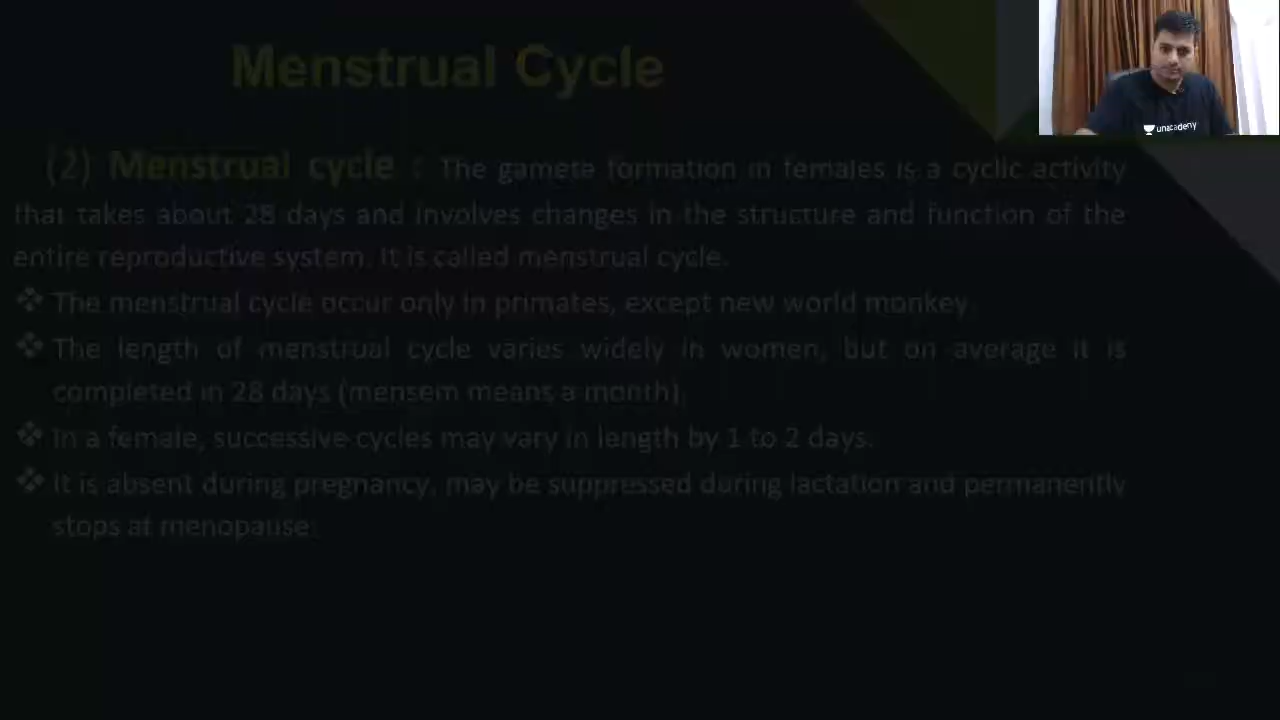 Menstrual Cycle
unacademy
(2) Menstrual cycle : The gamete formation in females is a cyclic activity
that takes about 28 days and involves changes in the structure and function of the
entire reproductive system. It is called menstrual cycle.
❖ The menstrual cycle occur only in primates, except new world monkey.
❖ The length of menstrual cycle varies widely in women, but on average it is
completed in 28 days (mensem means a month).
❖ In a female, successive cycles may vary in length by 1 to 2 days.
❖ It is absent during pregnancy, may be suppressed during lactation and permanently
stops at menopause.